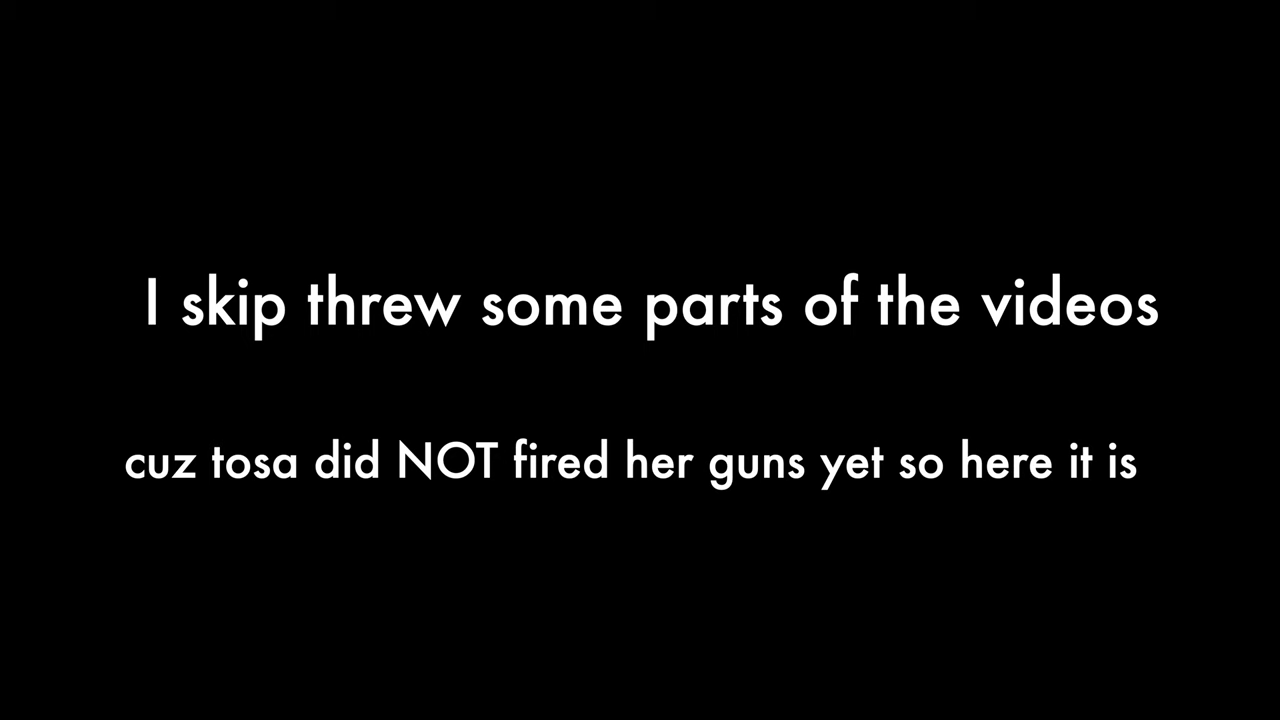 I skip threw some parts of the videos
cuz tosa did NOT fired her guns yet so here it is